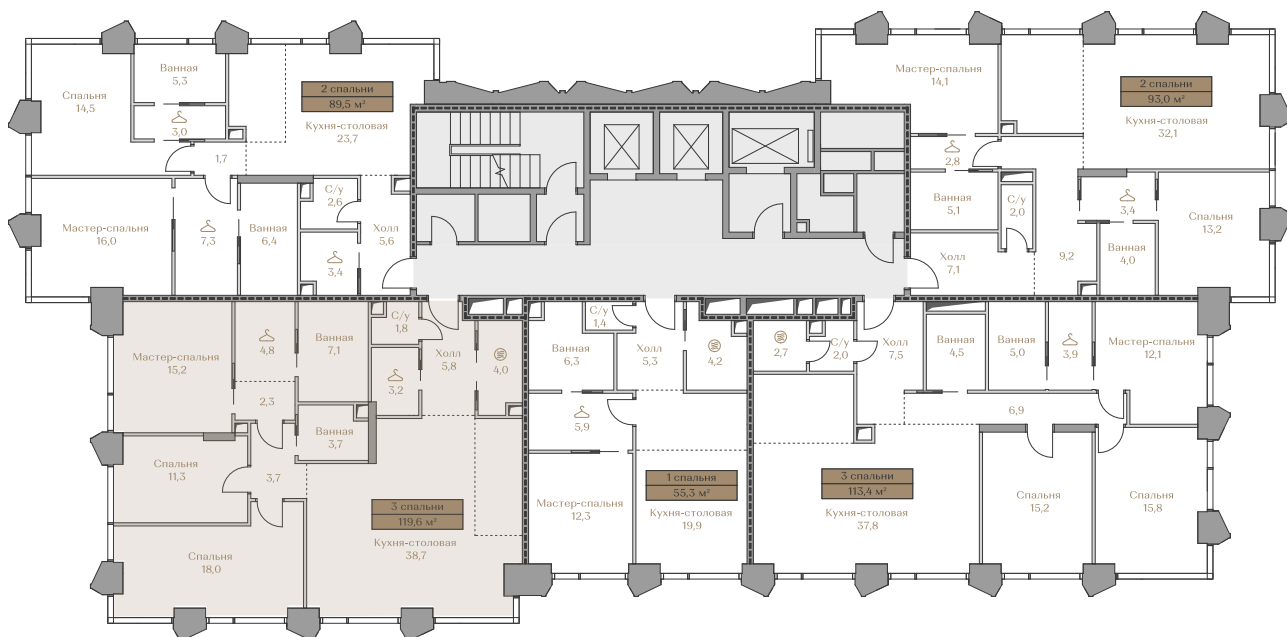 Спальня
14,5
Ванная
5,3
3,0
1,7
2 спальни
89,5 м²
Кухня-столовая
23,7
Мастер-спальня
16,0
7,3
Ванная
6,4
С/у
2,6
3,4
Холл
5,6
Мастер-спальня
14,1
2 спальни
93,0 м²
Кухня-столовая
32,1
2,8
Ванная
5,1
С/у
2,0
Холл
7,1
9,2
3,4
Ванная
4,0
Спальня
13,2
Мастер-спальня
15,2
4,8
Ванная
7,1
С/у
1,8
3,2
Холл
5,8
4,0
2,3
Ванная
3,7
Спальня
11,3
3,7
Спальня
18,0
3 спальни
119,6 м²
Кухня-столовая
38,7
С/у
1,4
Ванная
6,3
Холл
5,3
4,2
5,9
Мастер-спальня
12,3
1 спальня
55,3 м²
Кухня-столовая
19,9
2,7
С/у
2,0
Холл
7,5
Ванная
4,5
Ванная
5,0
3,9
Мастер-спальня
12,1
6,9
3 спальни
113,4 м²
Кухня-столовая
37,8
Спальня
15,2
Спальня
15,8